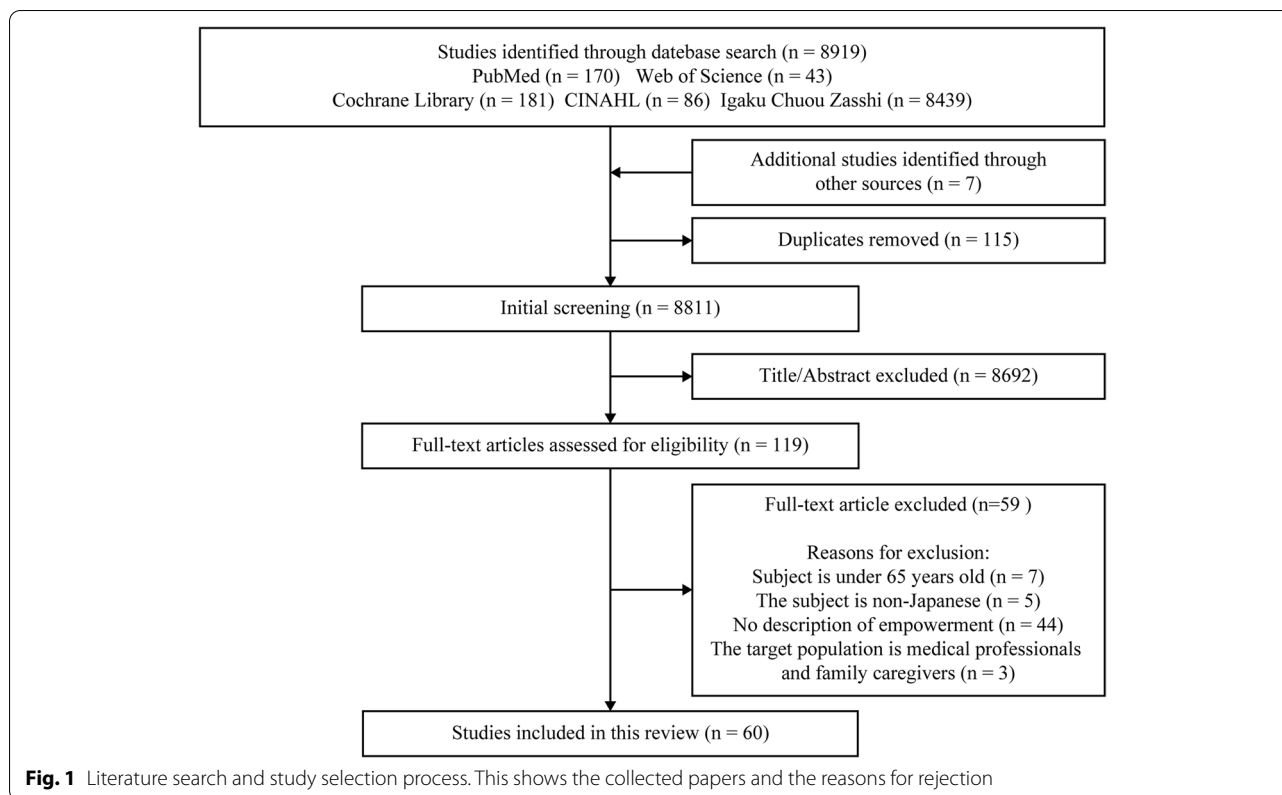 Studies identified through datebase search (n = 8919)
PubMed (n = 170)   Web of Science (n = 43)
Cochrane Library (n = 181)  CINAHL (n = 86)  Igaku Chuou Zasshi (n = 8439)
Additional studies identified through
other sources (n = 7)
Duplicates removed (n = 115)
Initial screening (n = 8811)
Title/Abstract excluded (n = 8692)
Full-text articles assessed for eligibility (n = 119)
Full-text article excluded (n=59 )
Reasons for exclusion:
Subject is under 65 years old (n = 7)
The subject is non-Japanese (n = 5)
No description of empowerment (n = 44)
The target population is medical professionals
and family caregivers (n = 3)
Studies included in this review (n = 60)
Fig. 1  Literature search and study selection process. This shows the collected papers and the reasons for rejection